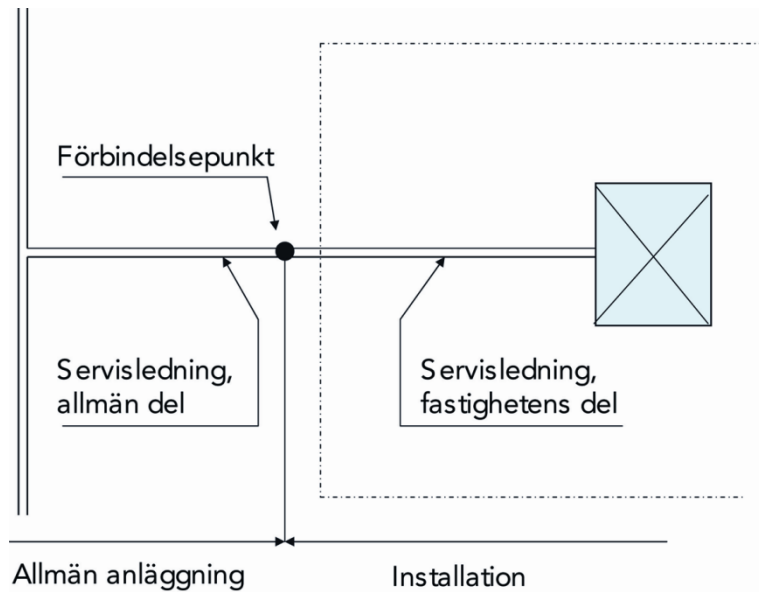 Förbindelsepunkt
Servisledning,
allmän del
Servisledning,
fastighetens del
Allmän anläggning
Installation